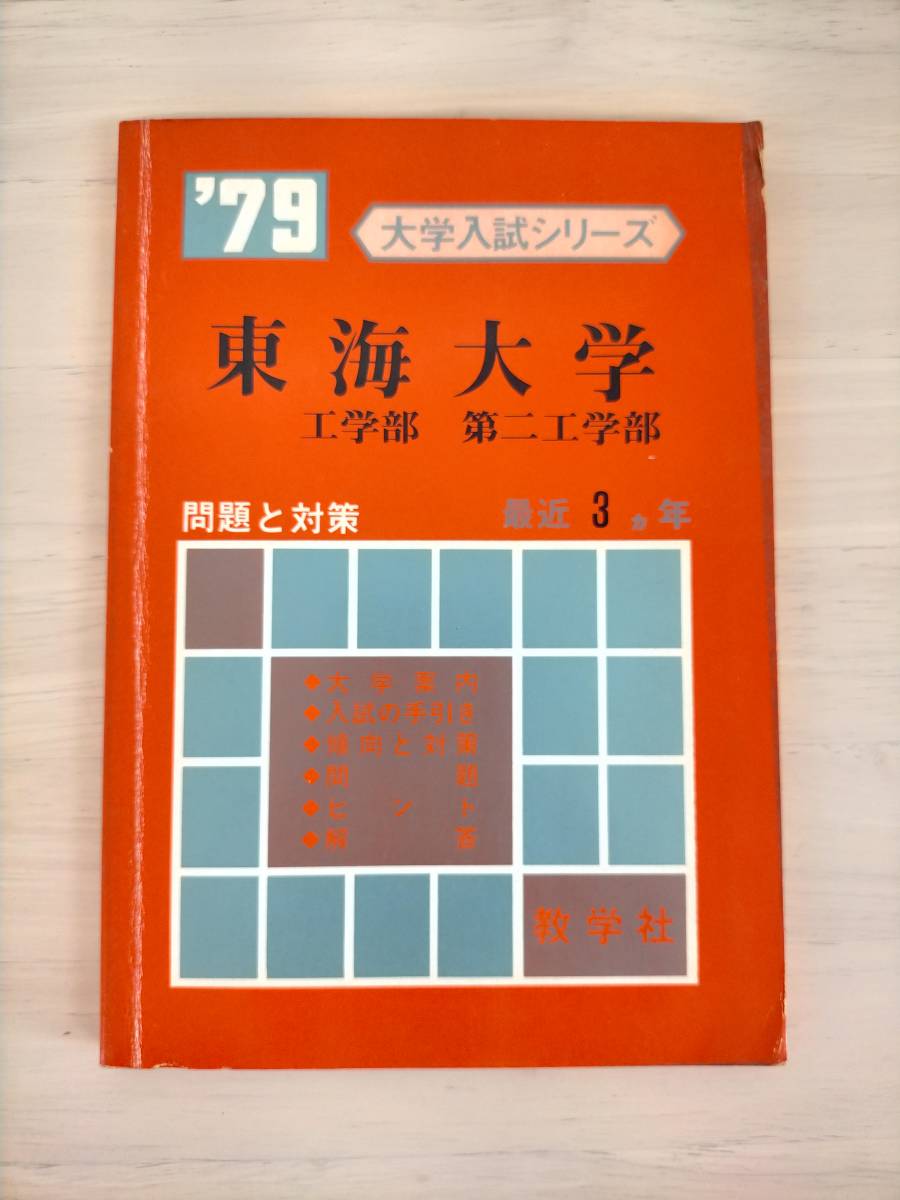 '79
大学入試シリーズ
東海大学
工学部 第二工学部
問題と対策
最近3ヵ年
◆大学案内
◆入試の手引き
◆傾向と対策
◆問題
◆ヒント
◆解答
教学社